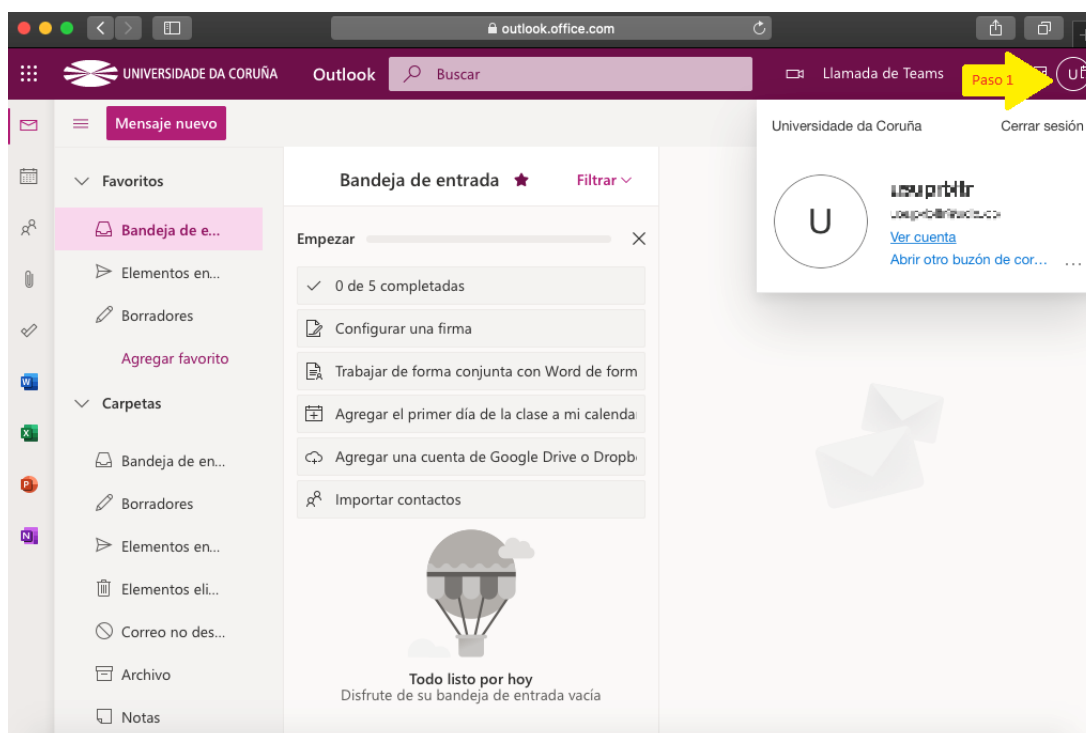 outlook.office.com
UNIVERSIDADE DA CORUÑA
Outlook
Buscar
Llamada de Teams
Paso 1
U
Mensaje nuevo
Universidade da Coruña
Cerrar sesión
U
Ver cuenta
Abrir otro buzón de cor...
...
Favoritos
Bandeja de e...
Elementos en...
Borradores
Agregar favorito
Carpetas
Bandeja de en...
Borradores
Elementos en...
Elementos eli...
Correo no des...
Archivo
Notas
Bandeja de entrada
Filtrar
Empezar
0 de 5 completadas
Configurar una firma
Trabajar de forma conjunta con Word de form
Agregar el primer día de la clase a mi calenda
Agregar una cuenta de Google Drive o Dropb
Importar contactos
Todo listo por hoy
Disfrute de su bandeja de entrada vacía
W
X
P
N